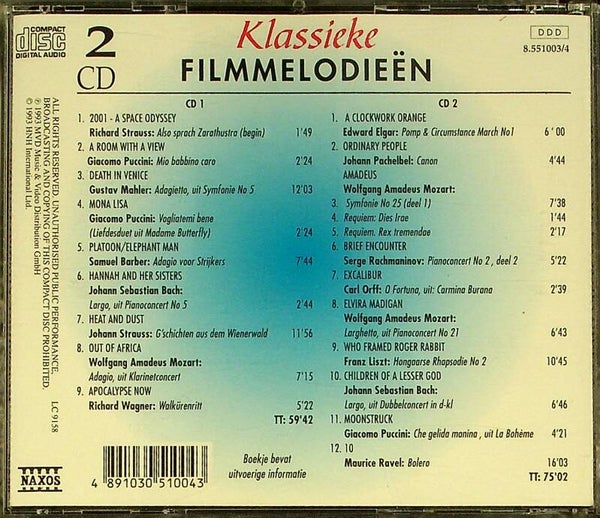 COMPACT
disc
DIGITAL AUDIO
2
CD
Klassieke
FILMMELODIEËN
DDD
8.551003/4
CD 1
1. 2001 - A SPACE ODYSSEY
Richard Strauss: Also sprach Zarathustra (begin) 1'49
2. A ROOM WITH A VIEW
Giacomo Puccini: Mio babbino caro 2'24
3. DEATH IN VENICE
Gustav Mahler: Adagietto, uit Symfonie No 5 12'03
4. MONA LISA
Giacomo Puccini: Vogliatemi bene
(Liefdesduet uit Madame Butterfly) 2'24
5. PLATOON/ELEPHANT MAN
Samuel Barber: Adagio voor Strijkers 7'44
6. HANNAH AND HER SISTERS
Johann Sebastian Bach:
Largo, uit Pianoconcert No 5 2'44
7. HEAT AND DUST
Johann Strauss: G'schichten aus dem Wienerwald 11'56
8. OUT OF AFRICA
Wolfgang Amadeus Mozart:
Adagio, uit Klarinetconcert 7'15
9. APOCALYPSE NOW
Richard Wagner: Walkürenritt 5'22
TT: 59'42
CD 2
1. A CLOCKWORK ORANGE
Edward Elgar: Pomp & Circumstance March No1 6'00
2. ORDINARY PEOPLE
Johann Pachelbel: Canon 4'44
AMADEUS
Wolfgang Amadeus Mozart:
3. Symfonie No 25 (deel 1) 7'38
4. Requiem: Dies Irae 1'44
5. Requiem. Rex tremendae 2'17
6. BRIEF ENCOUNTER
Serge Rachmaninov: Pianoconcert No 2, deel 2 5'22
7. EXCALIBUR
Carl Orff: O Fortuna, uit: Carmina Burana 2'39
8. ELVIRA MADIGAN
Wolfgang Amadeus Mozart:
Larghetto, uit Pianoconcert No 21 6'43
9. WHO FRAMED ROGER RABBIT
Franz Liszt: Hongaarse Rhapsodie No 2 10'45
10. CHILDREN OF A LESSER GOD
Johann Sebastian Bach:
Largo, uit Dubbelconcert in d-kl 6'46
11. MOONSTRUCK
Giacomo Puccini: Che gelida manina, uit La Bohème 4'21
12. 10
Maurice Ravel: Bolero 16'03
TT: 75'02
ALL RIGHTS RESERVED. UNAUTHORISED PUBLIC PERFORMANCE.
BROADCASTING AND COPYING OF THIS COMPACT DISC PROHIBITED.
℗ 1993 MVD Music & Video Distribution GmbH
© 1993 HNH International Ltd.
LC 9158
NAXOS
4 891030 510043
Boekje bevat
uitvoerige informatie